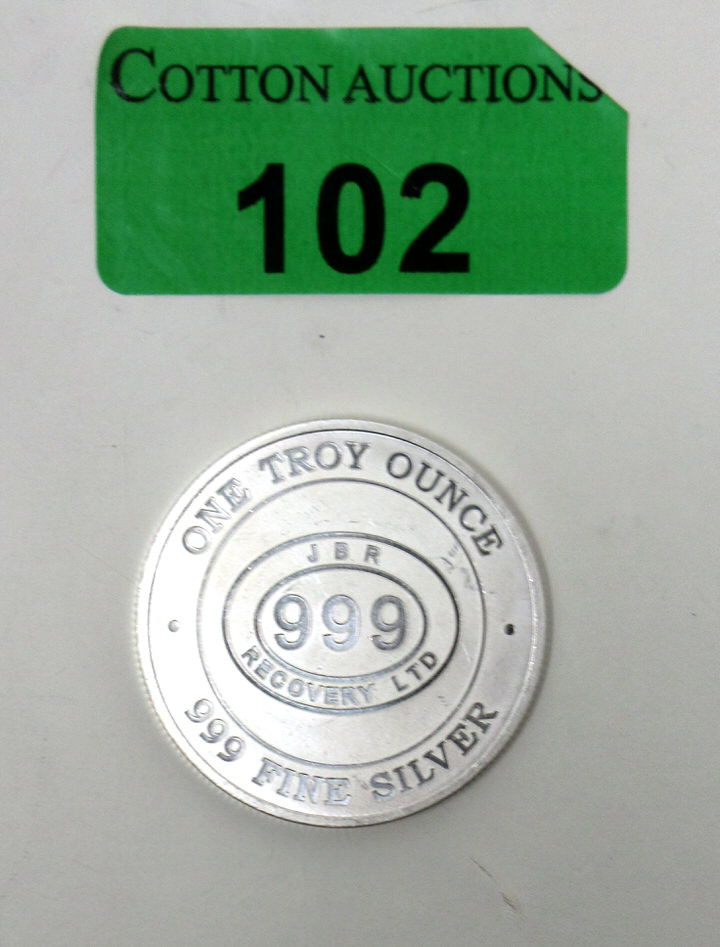 COTTON AUCTIONS
102
ONE TROY OUNCE
JBR
999
RECOVERY LTD
999 FINE SILVER